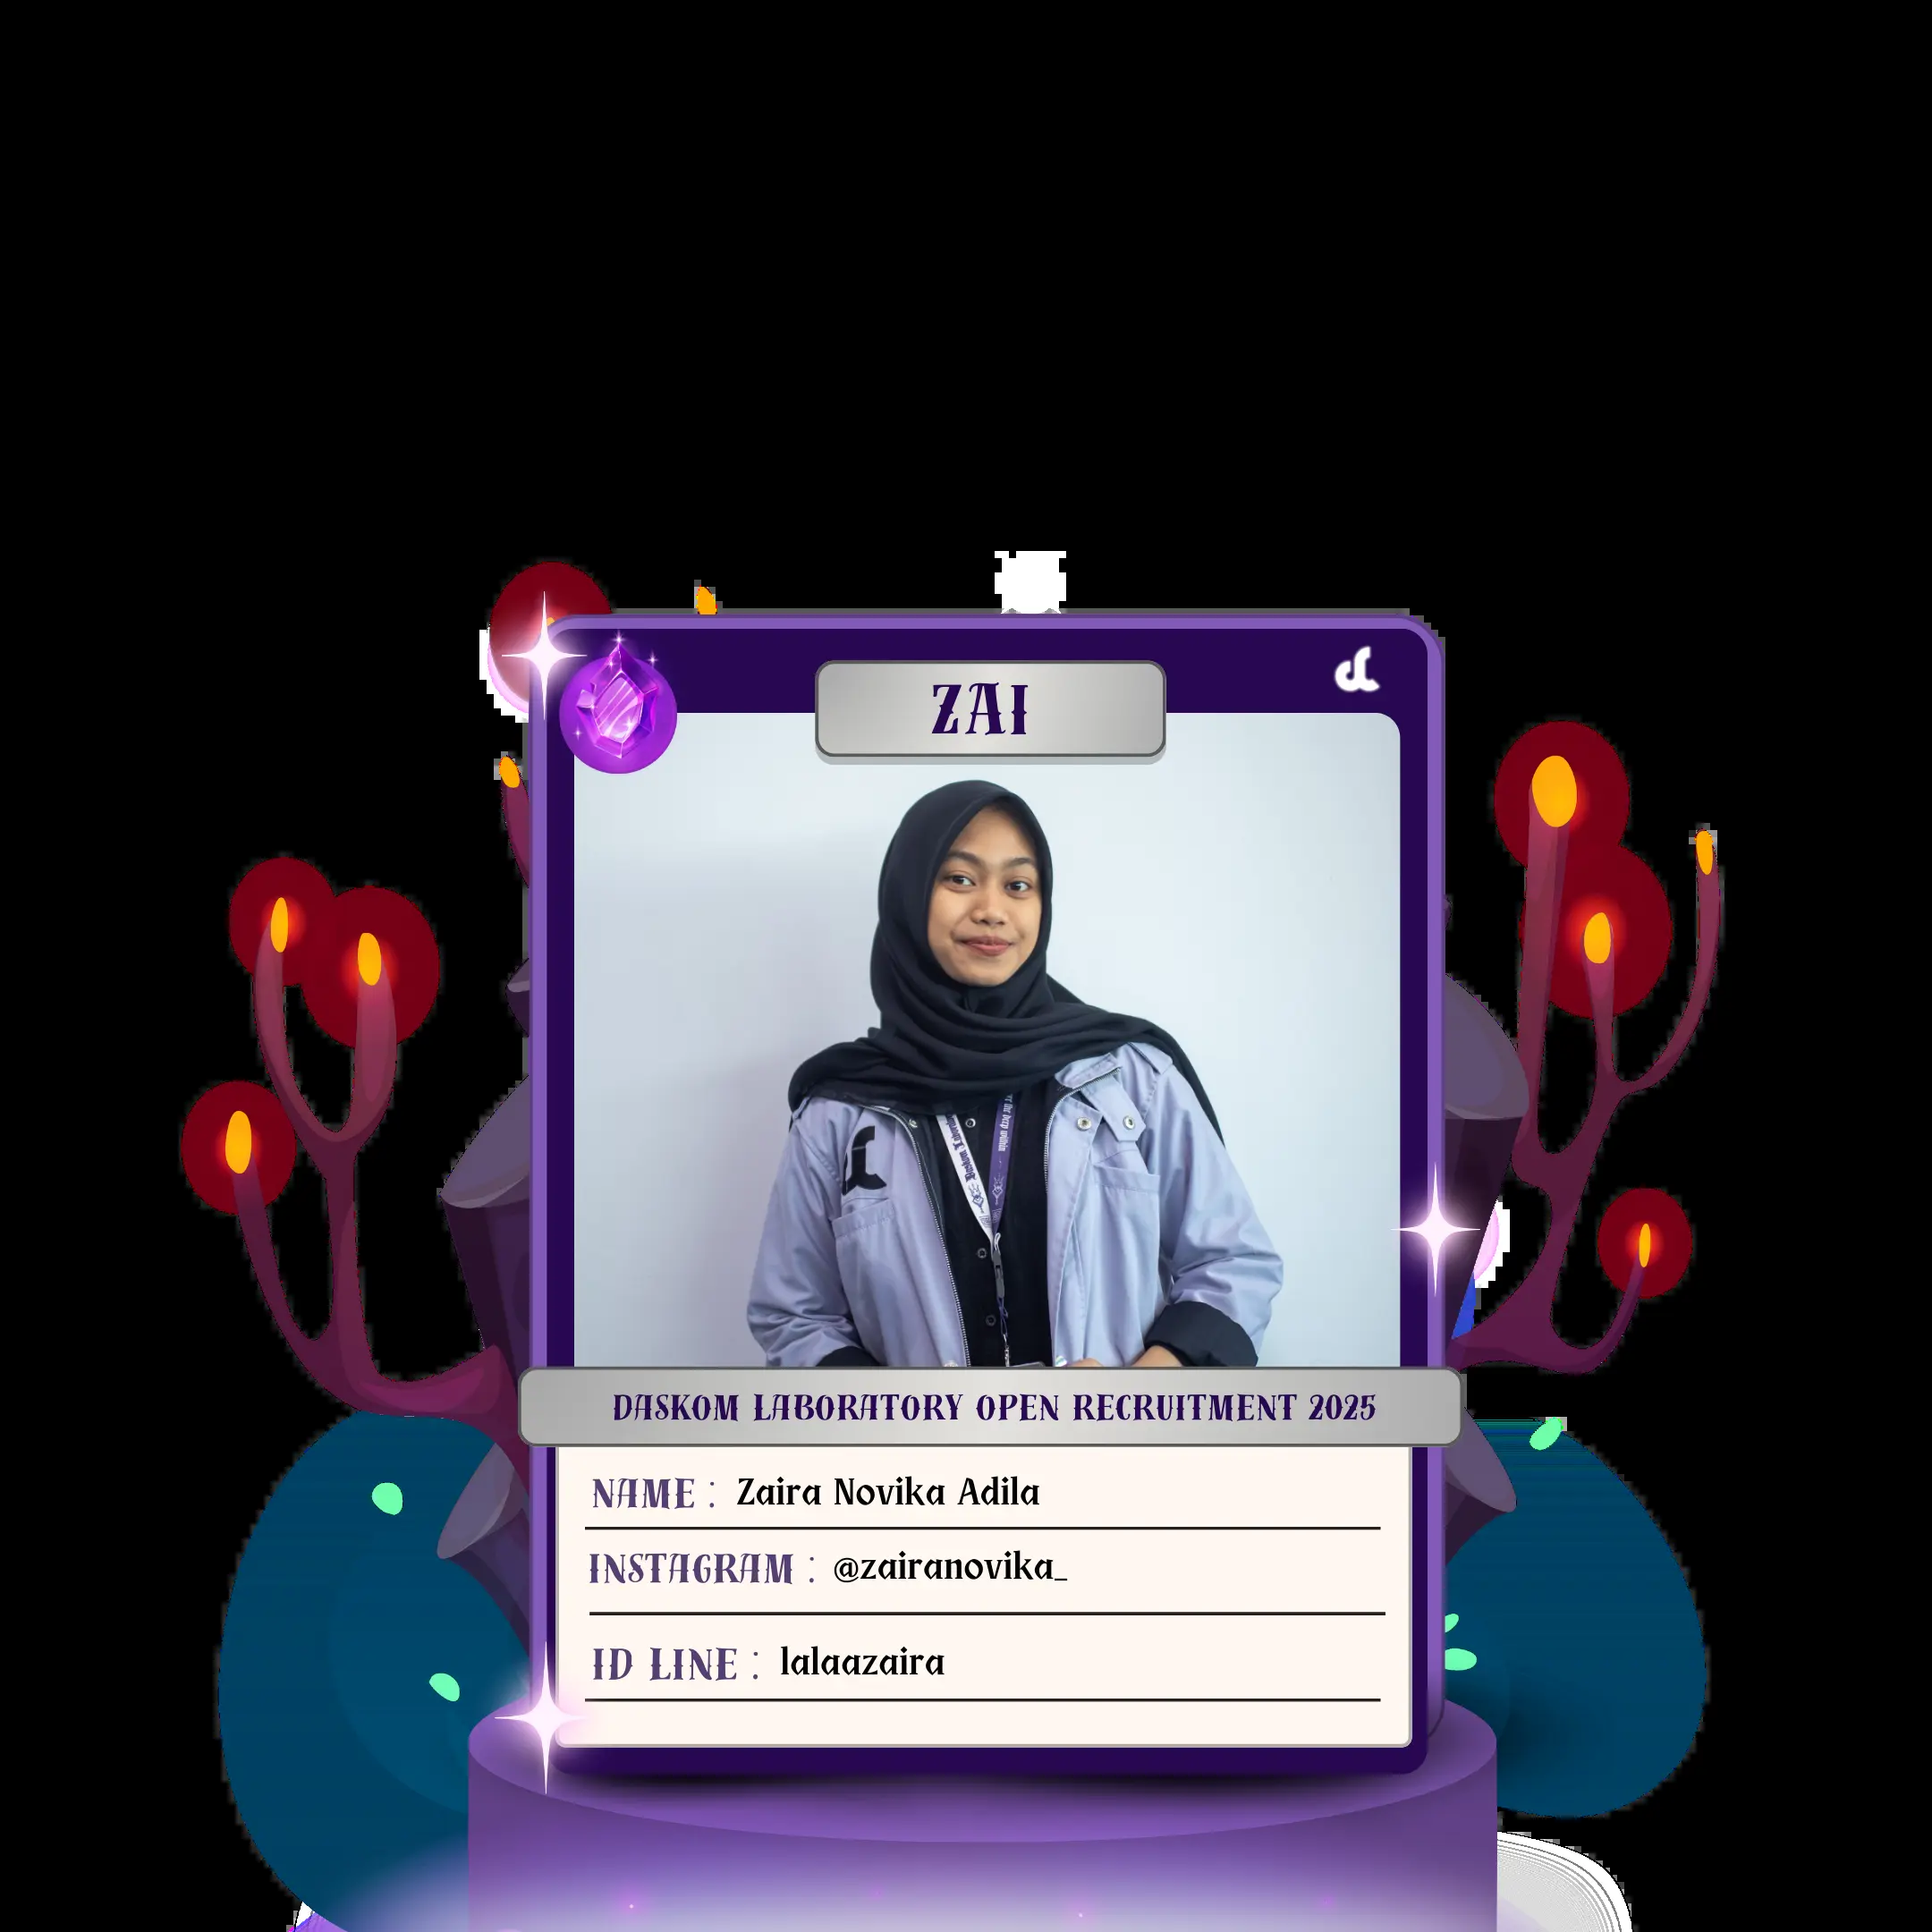 ZAI
DASKOM LABORATORY OPEN RECRUITMENT 2025
NAME : Zaira Novika Adila
INSTAGRAM : @zairanovika_
ID LINE : lalaazaira